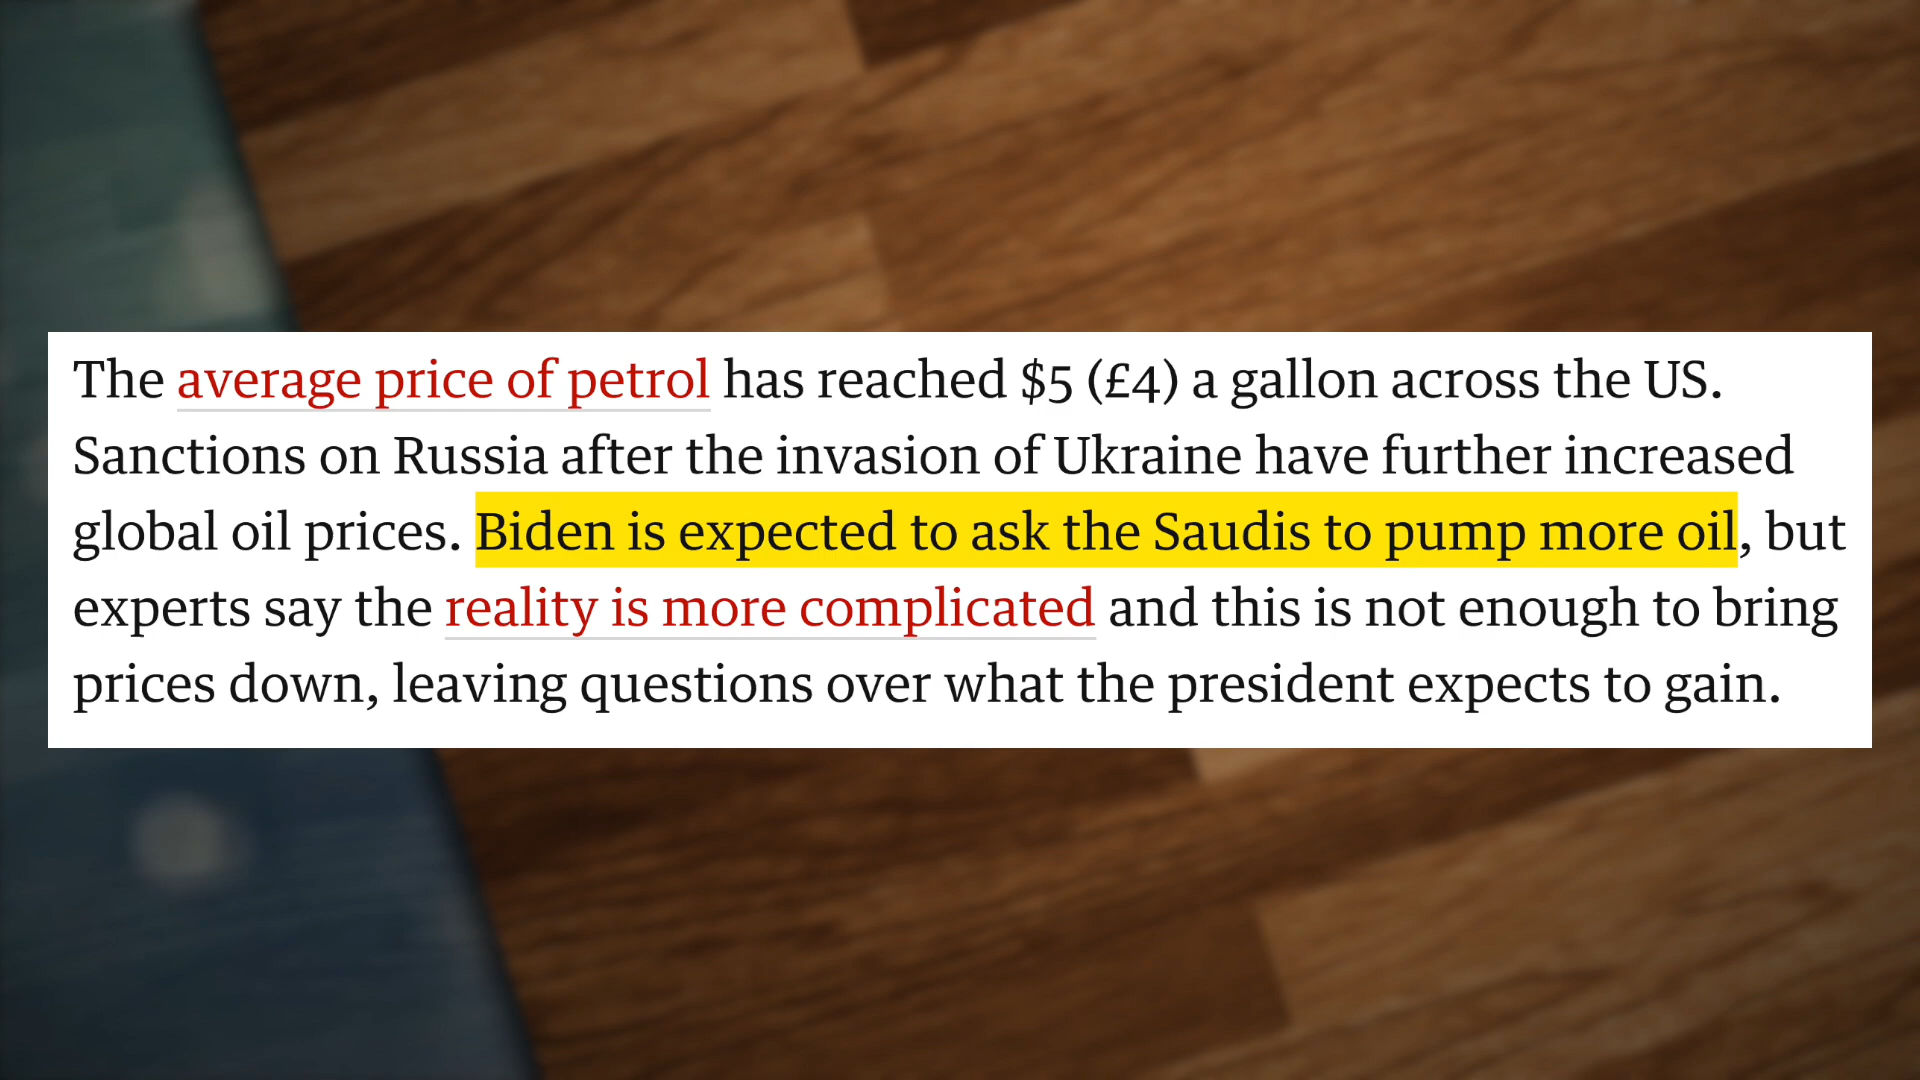 The average price of petrol has reached $5 (£4) a gallon across the US.
Sanctions on Russia after the invasion of Ukraine have further increased
global oil prices. Biden is expected to ask the Saudis to pump more oil, but
experts say the reality is more complicated and this is not enough to bring
prices down, leaving questions over what the president expects to gain.